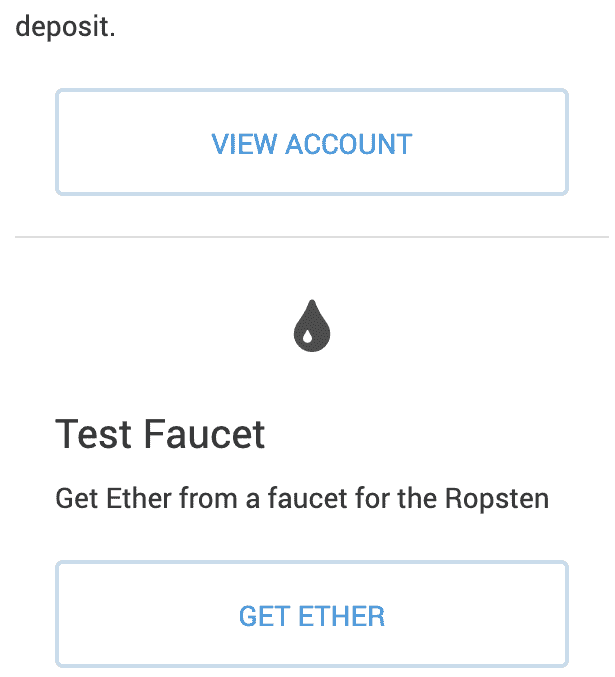 deposit.
VIEW ACCOUNT
Test Faucet
Get Ether from a faucet for the Ropsten
GET ETHER